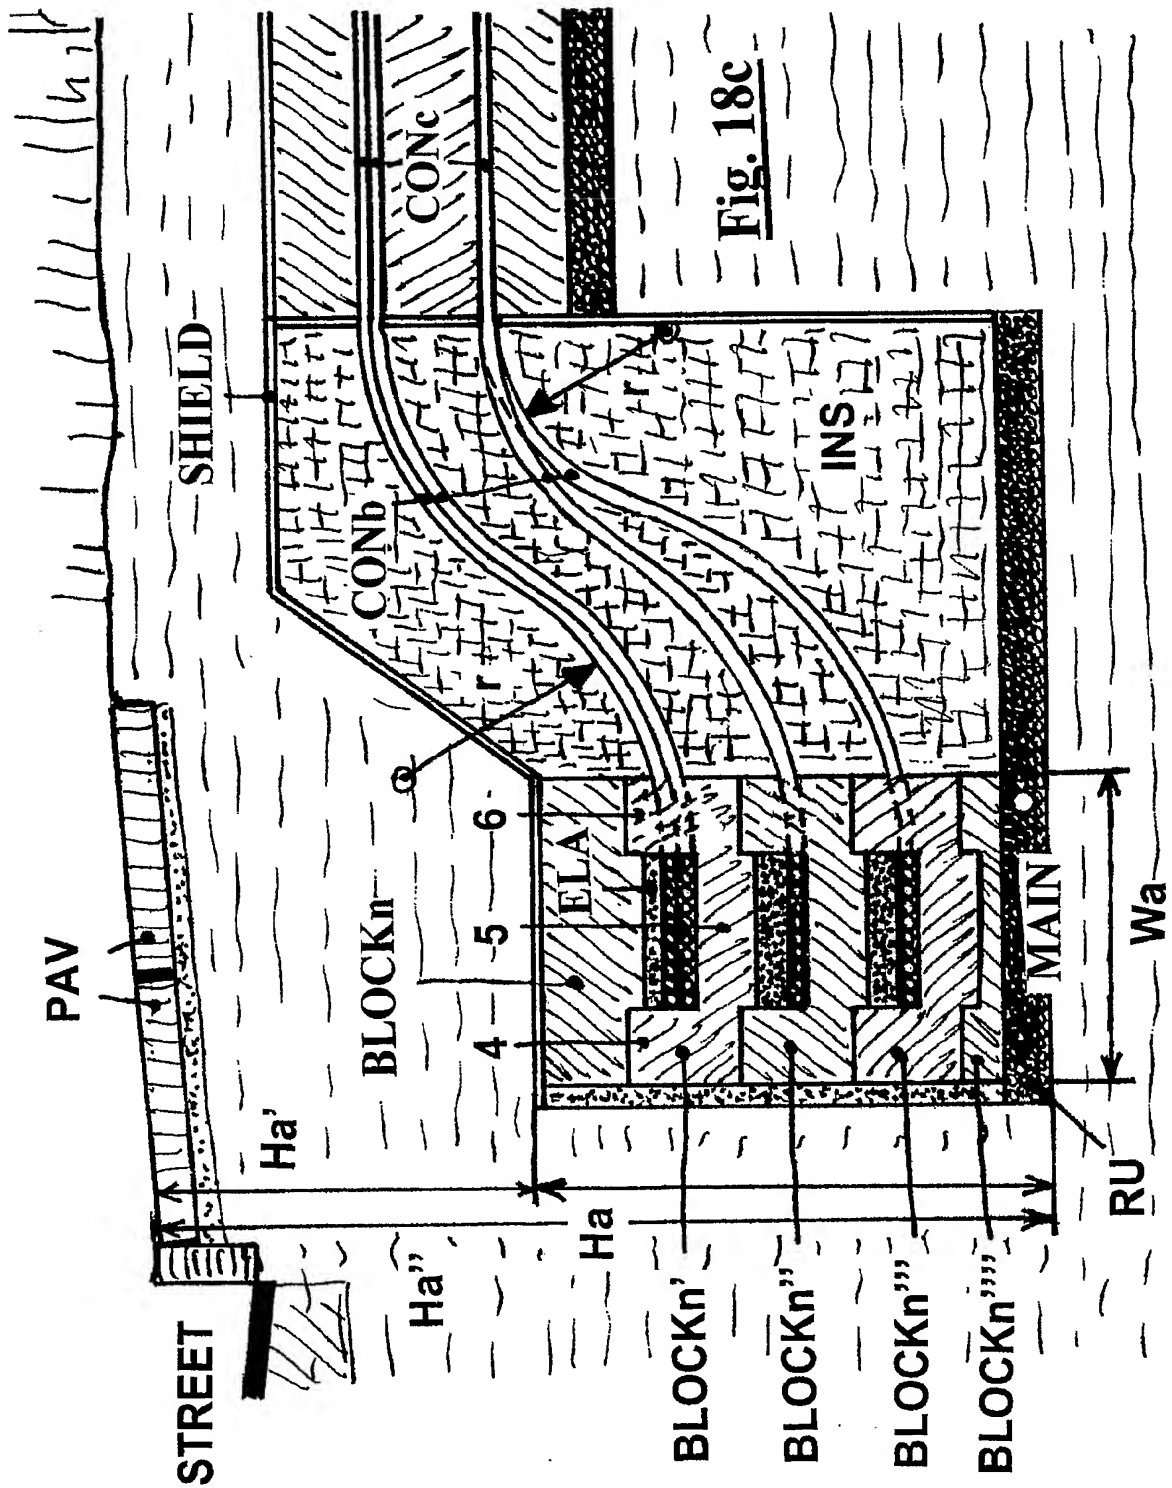 STREET
PAV
Ha'
Ha"
Ha
BLOCKn
SHIELD
CONb
CONc
r
r
4
5
6
ELA
INS
BLOCKn'
BLOCKn"
BLOCKn"'
BLOCKn""
RU
MAIN
Wa
Fig. 18c